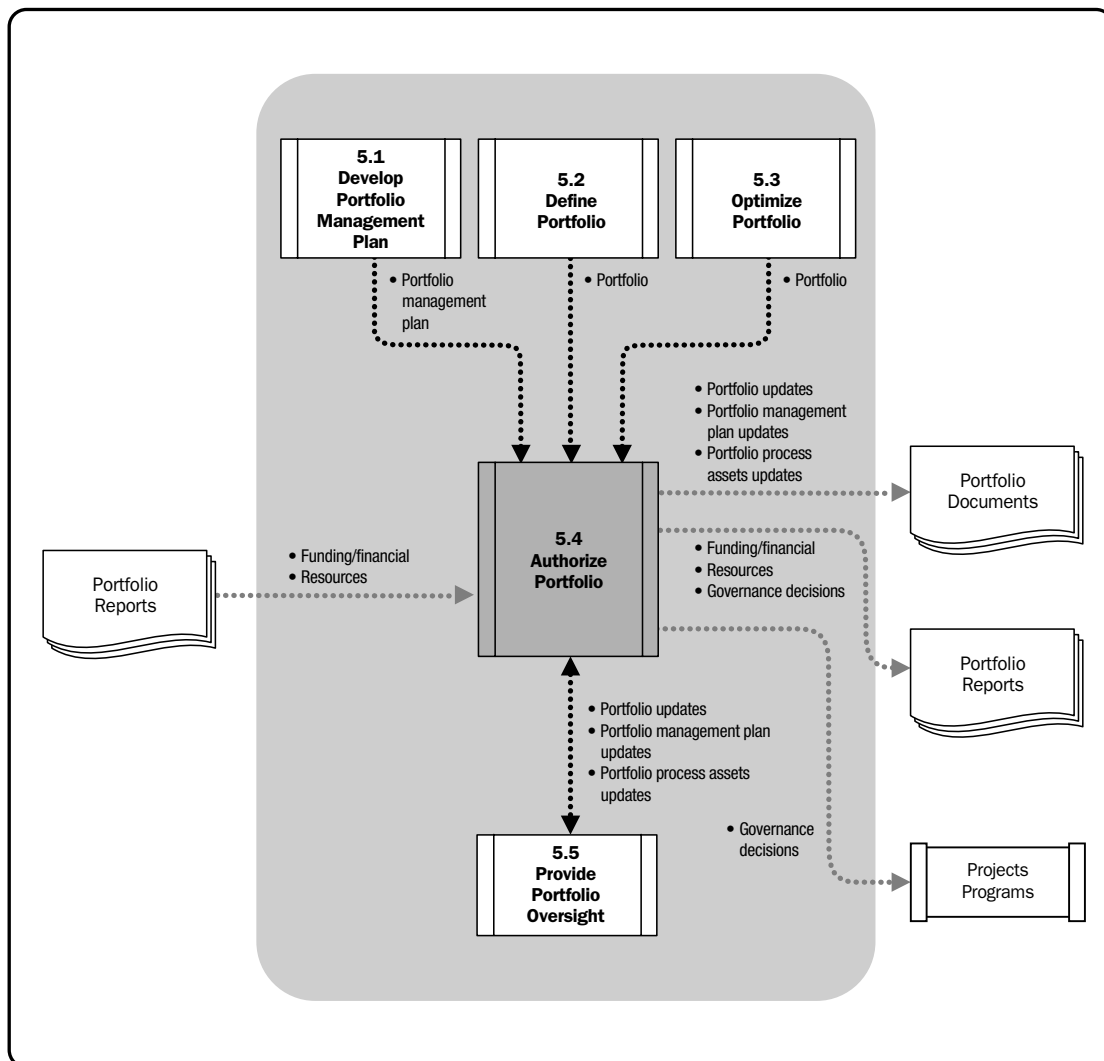 5.1
Develop
Portfolio
Management
Plan
5.2
Define
Portfolio
5.3
Optimize
Portfolio
• Portfolio
management
plan
• Portfolio
• Portfolio
• Portfolio updates
• Portfolio management
plan updates
• Portfolio process
assets updates
Portfolio
Documents
Portfolio
Reports
• Funding/financial
• Resources
5.4
Authorize
Portfolio
• Funding/financial
• Resources
• Governance decisions
Portfolio
Reports
• Portfolio updates
• Portfolio management plan
updates
• Portfolio process assets
updates
• Governance
decisions
5.5
Provide
Portfolio
Oversight
Projects
Programs